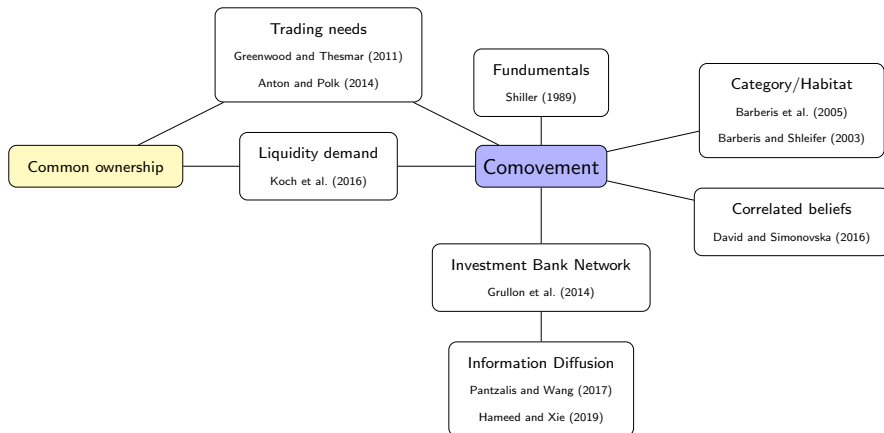 Trading needs
Greenwood and Thesmar (2011)
Anton and Polk (2014)
Fundumentals
Shiller (1989)
Category/Habitat
Barberis et al. (2005)
Barberis and Shleifer (2003)
Common ownership
Liquidity demand
Koch et al. (2016)
Comovement
Correlated beliefs
David and Simonovska (2016)
Investment Bank Network
Grullon et al. (2014)
Information Diffusion
Pantzalis and Wang (2017)
Hameed and Xie (2019)